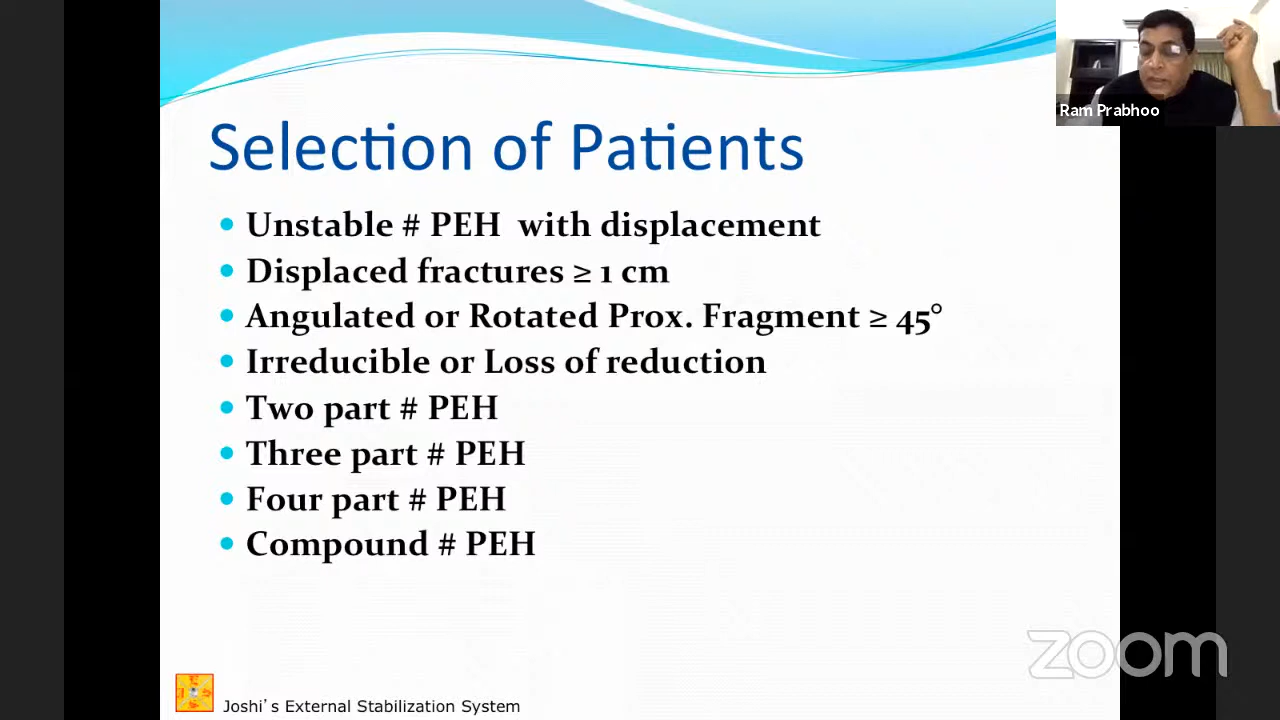 Ram Prabhoo
Selection of Patients
Unstable # PEH with displacement
Displaced fractures ≥ 1 cm
Angulated or Rotated Prox. Fragment ≥ 45°
Irreducible or Loss of reduction
Two part # PEH
Three part # PEH
Four part # PEH
Compound # PEH
zoom
Joshi's External Stabilization System